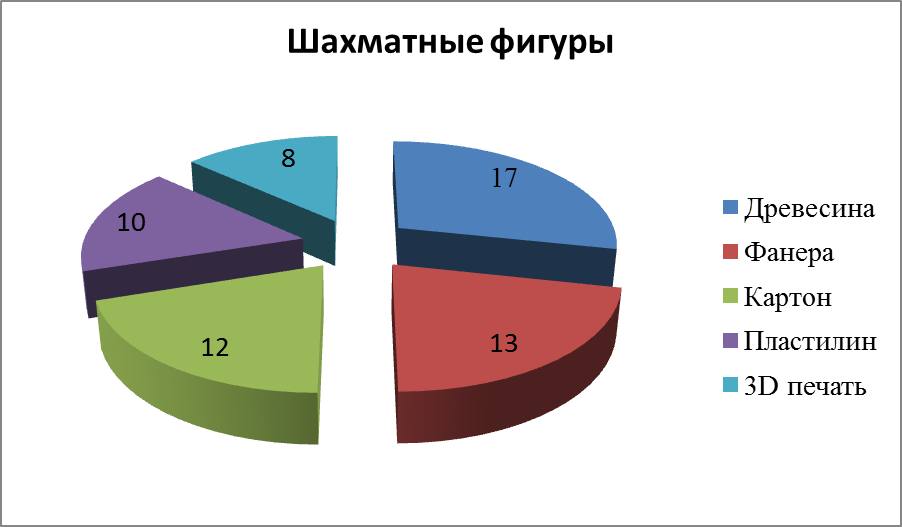 Шахматные фигуры
8
17
10
12
13
Древесина
Фанера
Картон
Пластилин
3D печать